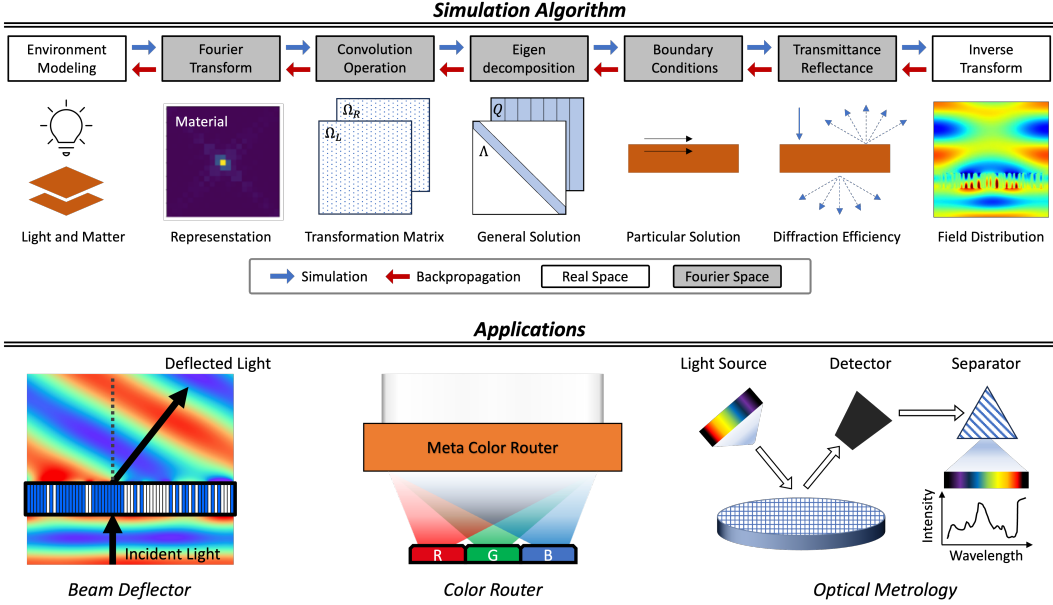 Simulation Algorithm
Environment
Modeling
Fourier
Transform
Convolution
Operation
Eigen
decomposition
Boundary
Conditions
Transmittance
Reflectance
Inverse
Transform
Material
Ω_R
Ω_L
Q
Λ
Light and Matter
Represenstation
Transformation Matrix
General Solution
Particular Solution
Diffraction Efficiency
Field Distribution
Simulation
Backpropagation
Real Space
Fourier Space
Applications
Deflected Light
Incident Light
Beam Deflector
Meta Color Router
R G B
Color Router
Light Source
Detector
Separator
Intensity
Wavelength
Optical Metrology